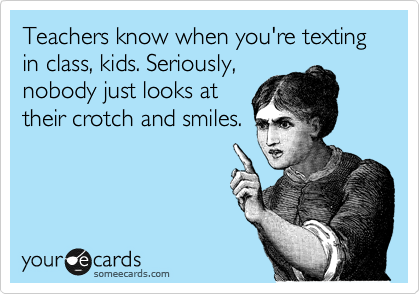 Teachers know when you're texting
in class, kids. Seriously,
nobody just looks at
their crotch and smiles.
your e cards
someecards.com